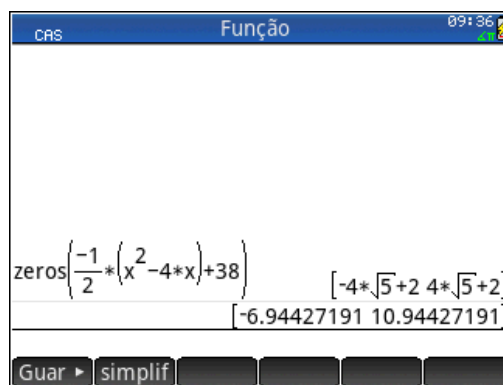 CAS Função 09:36
∡π
zeros(-1/2*(x^2-4*x)+38) [-4*√5+2 4*√5+2]
[-6.94427191 10.94427191]
Guar ▸ simplif